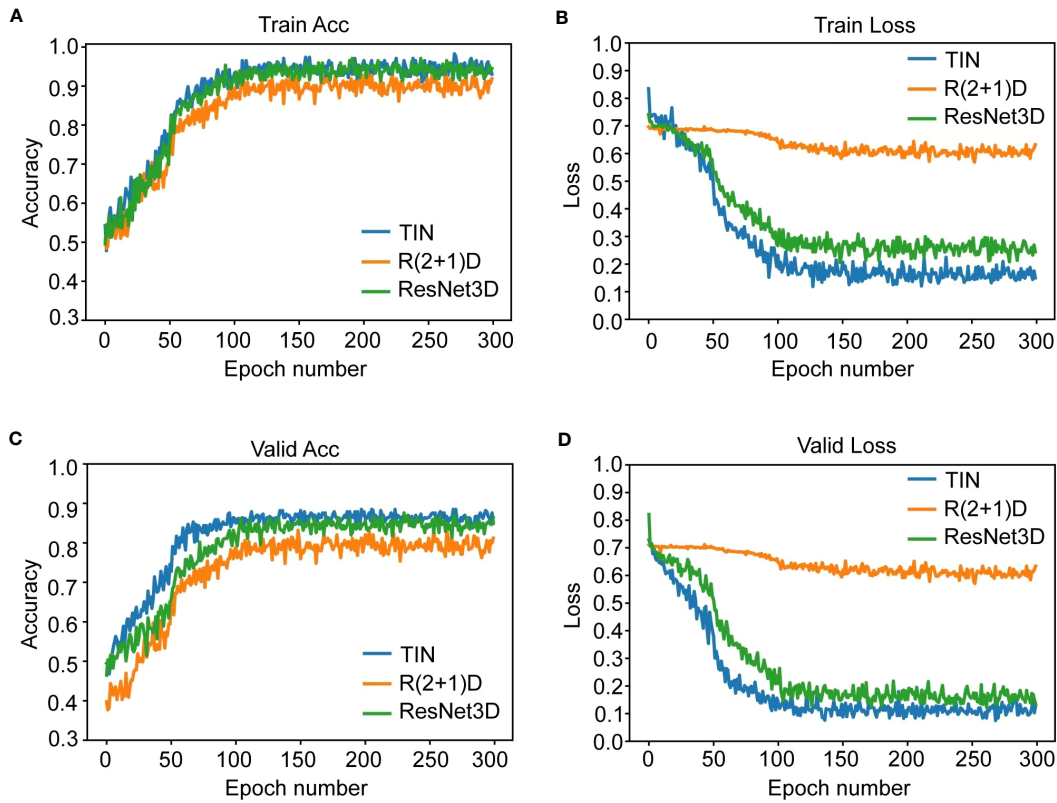 A
Train Acc
1.0
0.9
0.8
0.7
0.6
0.5
0.4
0.3
Accuracy
TIN
R(2+1)D
ResNet3D
0 50 100 150 200 250 300
Epoch number
B
Train Loss
1.0
0.9
0.8
0.7
0.6
0.5
0.4
0.3
0.2
0.1
0.0
Loss
TIN
R(2+1)D
ResNet3D
0 50 100 150 200 250 300
Epoch number
C
Valid Acc
1.0
0.9
0.8
0.7
0.6
0.5
0.4
0.3
Accuracy
TIN
R(2+1)D
ResNet3D
0 50 100 150 200 250 300
Epoch number
D
Valid Loss
1.0
0.9
0.8
0.7
0.6
0.5
0.4
0.3
0.2
0.1
0.0
Loss
TIN
R(2+1)D
ResNet3D
0 50 100 150 200 250 300
Epoch number